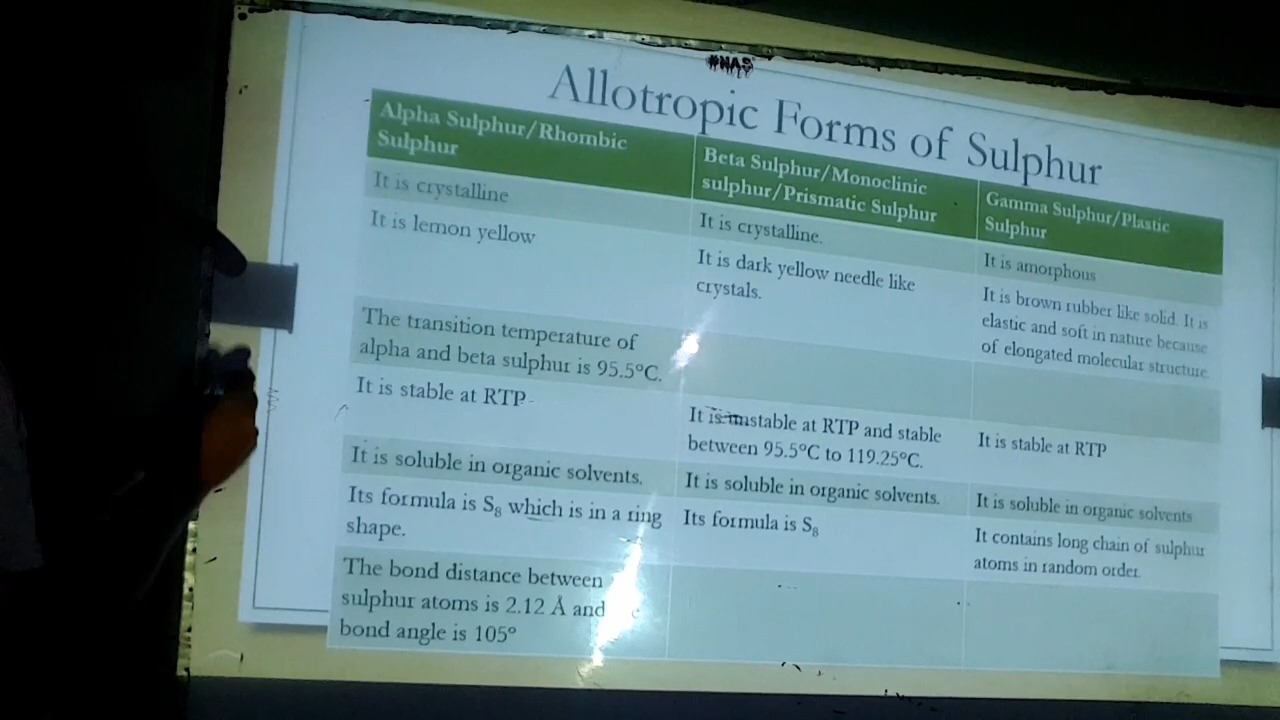 #NAS
Allotropic Forms of Sulphur
Alpha Sulphur/Rhombic
Sulphur
Beta Sulphur/Monoclinic
sulphur/Prismatic Sulphur
Gamma Sulphur/Plastic
Sulphur
It is crystalline
It is crystalline.
It is amorphous
It is lemon yellow
It is dark yellow needle like
crystals.
It is brown rubber like solid. It is
elastic and soft in nature because
of elongated molecular structure.
The transition temperature of
alpha and beta sulphur is 95.5°C.
It is stable at RTP
It is unstable at RTP and stable
between 95.5°C to 119.25°C.
It is stable at RTP
It is soluble in organic solvents.
It is soluble in organic solvents.
It is soluble in organic solvents
Its formula is S₈ which is in a ring
shape.
Its formula is S₈
It contains long chain of sulphur
atoms in random order.
The bond distance between
sulphur atoms is 2.12 Å and
bond angle is 105°